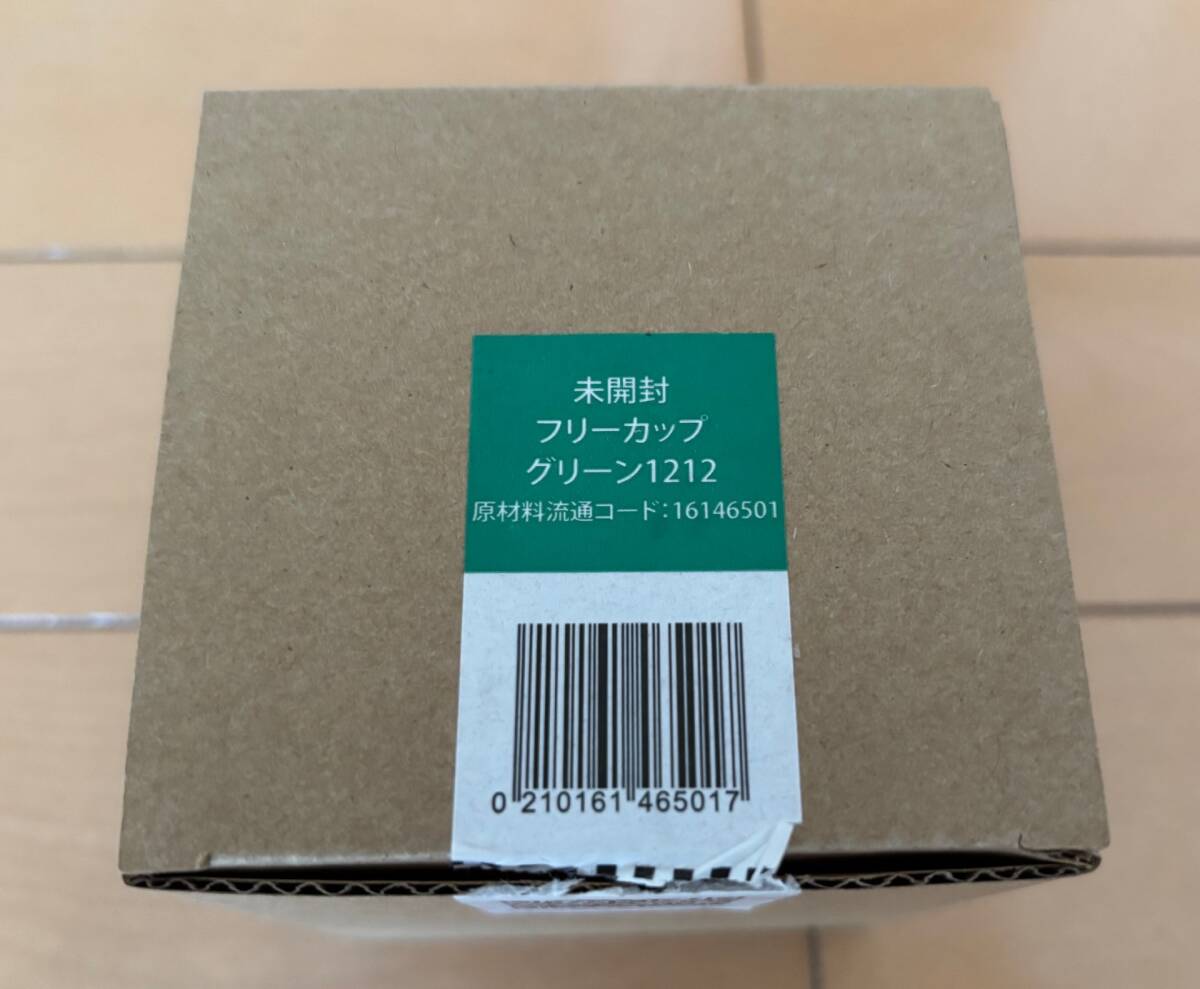 未開封
フリーカップ
グリーン1212
原材料流通コード:16146501
0 210161 465017